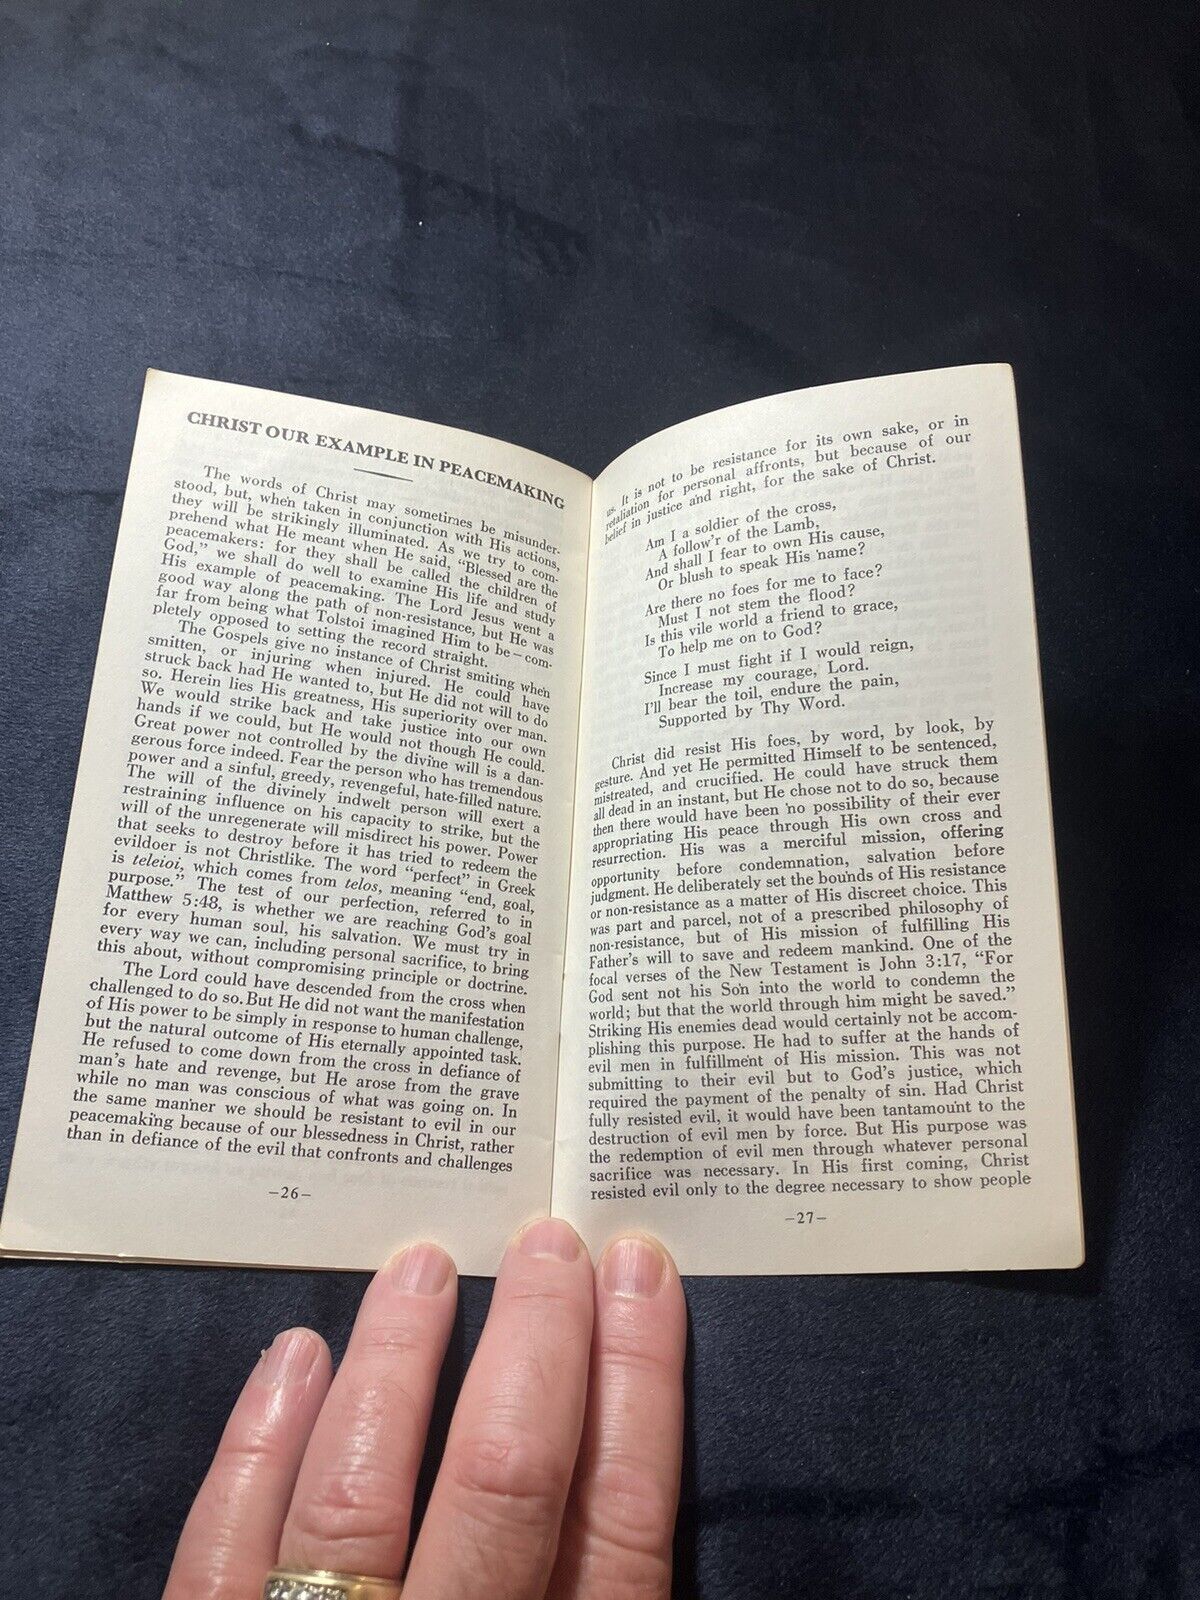 CHRIST OUR EXAMPLE IN PEACEMAKING
The words of Christ may sometimes be misunder-
stood, but, when taken in conjunction with His actions,
they will be strikingly illuminated. As we try to com-
prehend what He meant when He said, "Blessed are the
peacemakers: for they shall be called the children of
God," we shall do well to examine His life and study
His example of peacemaking. The Lord Jesus went a
good way along the path of non-resistance, but He was
far from being what Tolstoi imagined Him to be—com-
pletely opposed to setting the record straight.
The Gospels give no instance of Christ smiting when
smitten, or injuring when injured. He could have
struck back had He wanted to, but He did not will to do
so. Herein lies His greatness, His superiority over man.
We would strike back and take justice into our own
hands if we could, but He would not though He could.
Great power not controlled by the divine will is a dan-
gerous force indeed. Fear the person who has tremendous
power and a sinful, greedy, revengeful, hate-filled nature.
The will of the divinely indwelt person will exert a
restraining influence on his capacity to strike, but the
will of the unregenerate will misdirect his power. Power
that seeks to destroy before it has tried to redeem the
evildoer is not Christlike. The word "perfect" in Greek
is teleioi, which comes from telos, meaning "end, goal,
purpose." The test of our perfection, referred to in
Matthew 5:48, is whether we are reaching God's goal
for every human soul, his salvation. We must try in
every way we can, including personal sacrifice, to bring
this about, without compromising principle or doctrine.
The Lord could have descended from the cross when
challenged to do so. But He did not want the manifestation
of His power to be simply in response to human challenge,
but the natural outcome of His eternally appointed task.
He refused to come down from the cross in defiance of
man's hate and revenge, but He arose from the grave
while no man was conscious of what was going on. In
the same manner we should be resistant to evil in our
peacemaking because of our blessedness in Christ, rather
than in defiance of the evil that confronts and challenges
—26—
us. It is not to be resistance for its own sake, or in
retaliation for personal affronts, but because of our
belief in justice and right, for the sake of Christ.
Am I a soldier of the cross,
A follow'r of the Lamb,
And shall I fear to own His cause,
Or blush to speak His name?
Are there no foes for me to face?
Must I not stem the flood?
Is this vile world a friend to grace,
To help me on to God?
Since I must fight if I would reign,
Increase my courage, Lord.
I'll bear the toil, endure the pain,
Supported by Thy Word.
Christ did resist His foes, by word, by look, by
gesture. And yet He permitted Himself to be sentenced,
mistreated, and crucified. He could have struck them
all dead in an instant, but He chose not to do so, because
then there would have been no possibility of their ever
appropriating His peace through His own cross and
resurrection. His was a merciful mission, offering
opportunity before condemnation, salvation before
judgment. He deliberately set the bounds of His resistance
or non-resistance as a matter of His discreet choice. This
was part and parcel, not of a prescribed philosophy of
non-resistance, but of His mission of fulfilling His
Father's will to save and redeem mankind. One of the
focal verses of the New Testament is John 3:17, "For
God sent not his Son into the world to condemn the
world; but that the world through him might be saved."
Striking His enemies dead would certainly not be accom-
plishing this purpose. He had to suffer at the hands of
evil men in fulfillment of His mission. This was not
submitting to their evil but to God's justice, which
required the payment of the penalty of sin. Had Christ
fully resisted evil, it would have been tantamount to the
destruction of evil men by force. But His purpose was
the redemption of evil men through whatever personal
sacrifice was necessary. In His first coming, Christ
resisted evil only to the degree necessary to show people
—27—